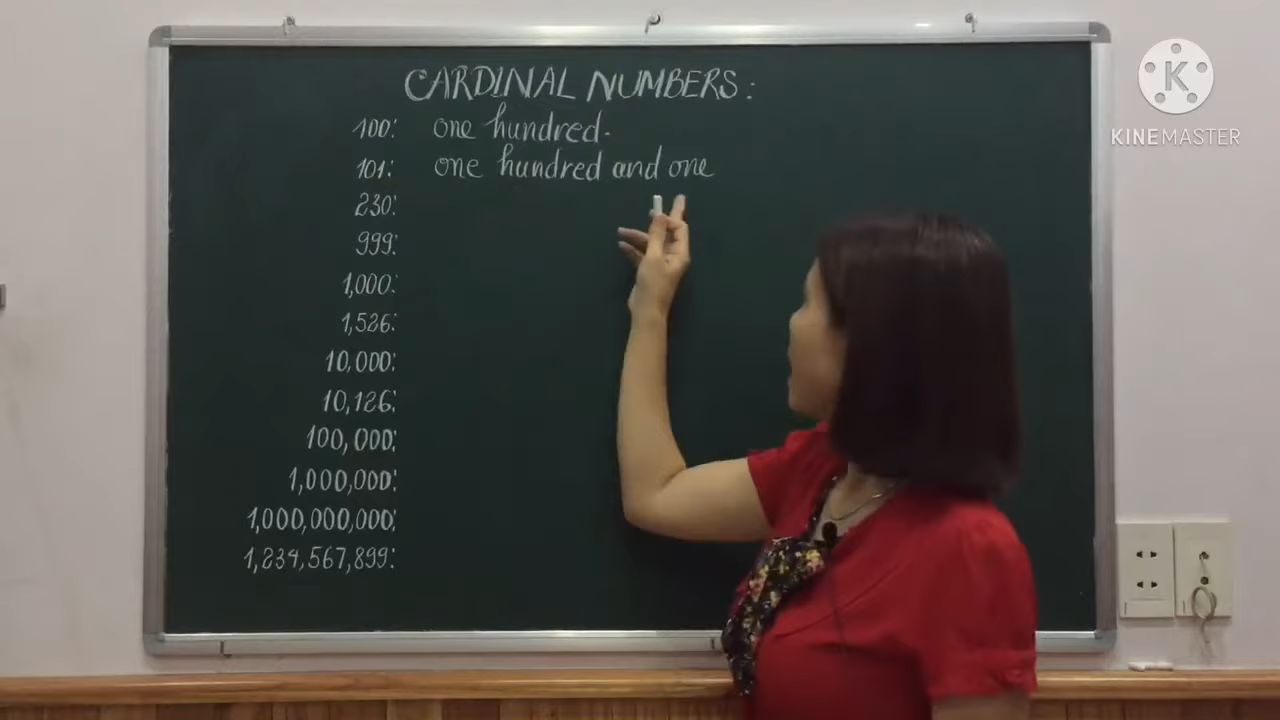 CARDINAL NUMBERS:
100: one hundred.
101: one hundred and one
230:
999:
1,000:
1,526:
10,000:
10,126:
100,000:
1,000,000:
1,000,000,000:
1,234,567,899:
K
KINEMASTER